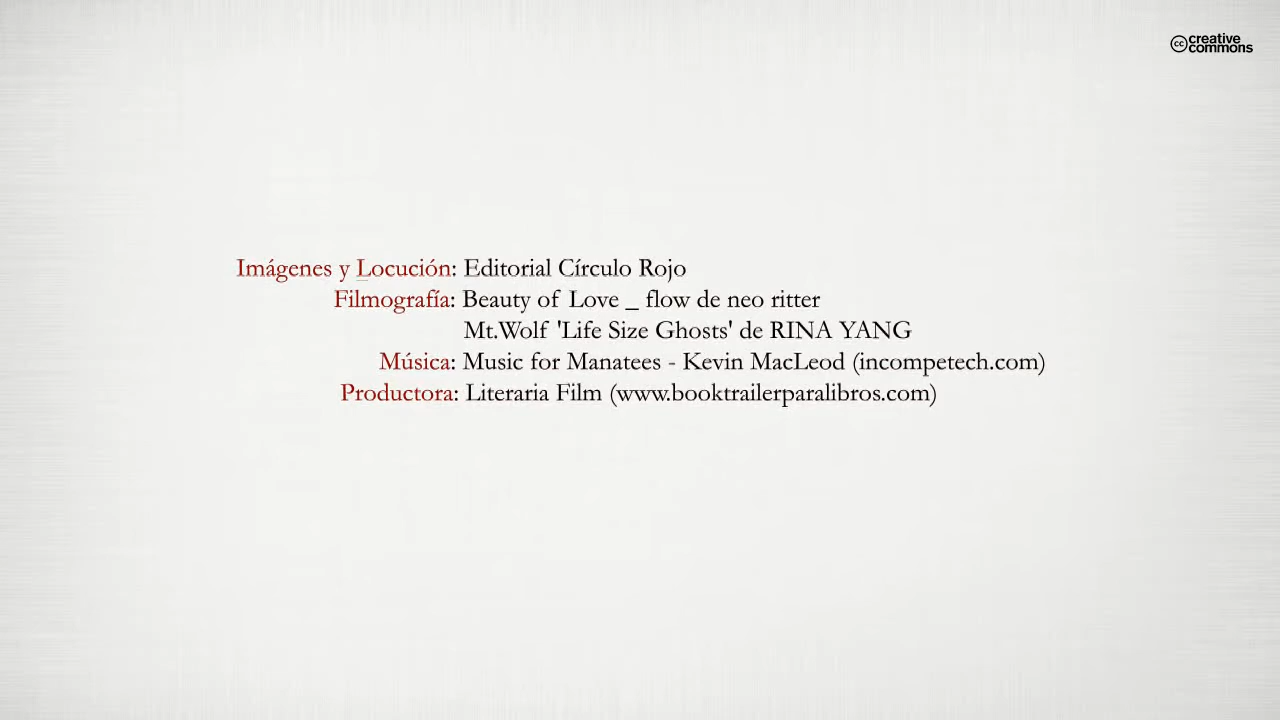 creative
commons
Imágenes y Locución: Editorial Círculo Rojo
Filmografía: Beauty of Love _ flow de neo ritter
Mt.Wolf 'Life Size Ghosts' de RINA YANG
Música: Music for Manatees - Kevin MacLeod (incompetech.com)
Productora: Literaria Film (www.booktrailerparalibros.com)